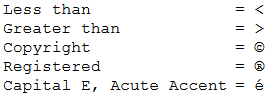 Less than               = <
Greater than            = >
Copyright               = ©
Registered              = ®
Capital E, Acute Accent = é